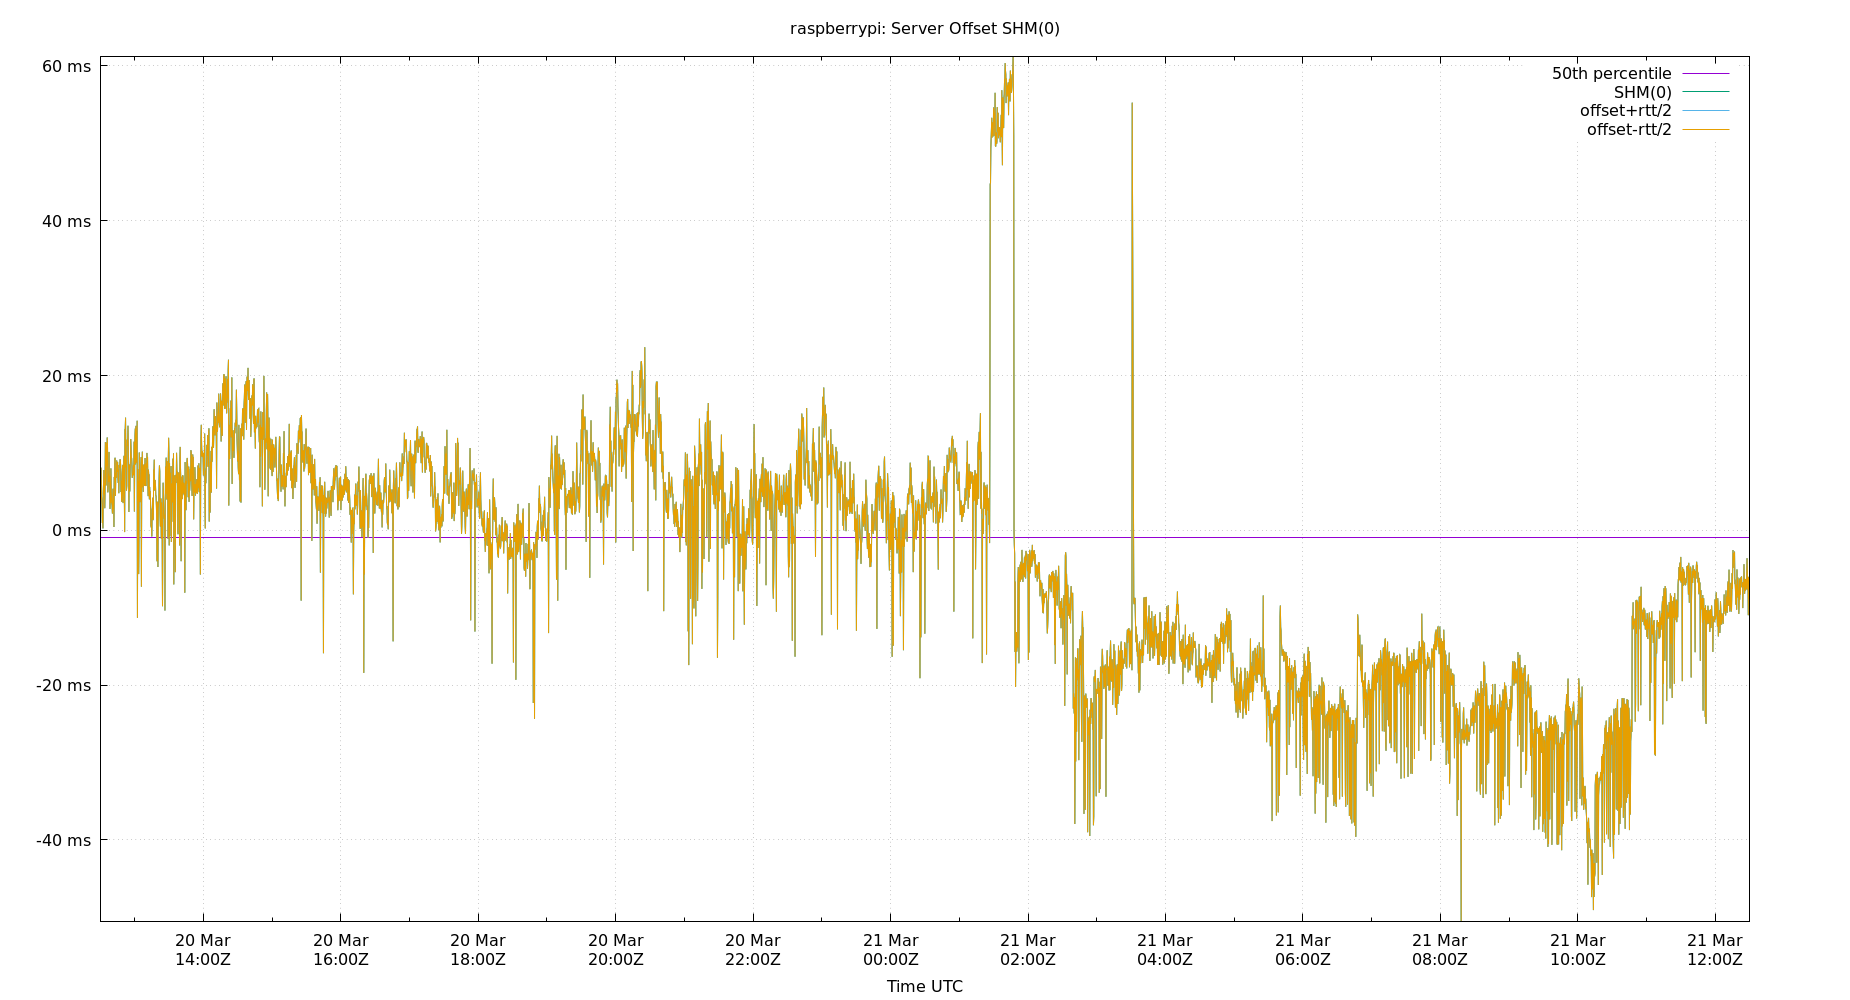 raspberrypi: Server Offset SHM(0)
50th percentile
SHM(0)
offset+rtt/2
offset-rtt/2
60 ms
40 ms
20 ms
0 ms
-20 ms
-40 ms
20 Mar 20 Mar 20 Mar 20 Mar 20 Mar 21 Mar 21 Mar 21 Mar 21 Mar 21 Mar 21 Mar 21 Mar
14:00Z 16:00Z 18:00Z 20:00Z 22:00Z 00:00Z 02:00Z 04:00Z 06:00Z 08:00Z 10:00Z 12:00Z
Time UTC